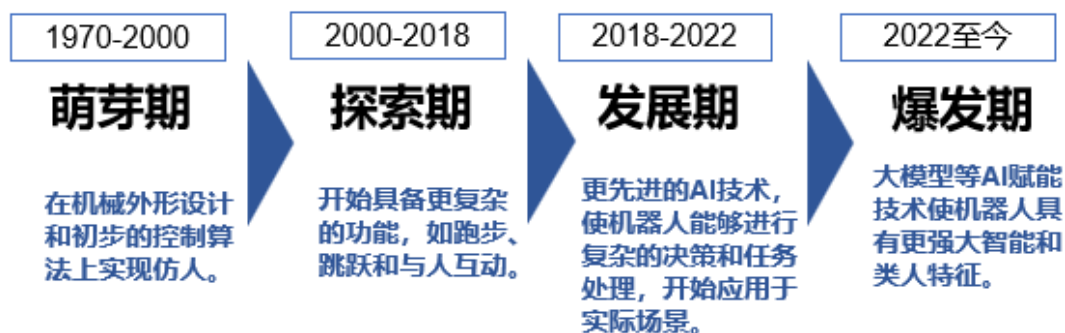 1970-2000
萌芽期
在机械外形设计
和初步的控制算
法上实现仿人。
2000-2018
探索期
开始具备更复杂
的功能，如跑步、
跳跃和与人互动。
2018-2022
发展期
更先进的AI技术，
使机器人能够进行
复杂的决策和任务
处理，开始应用于
实际场景。
2022至今
爆发期
大模型等AI赋能
技术使机器人具
有更强大智能和
类人特征。